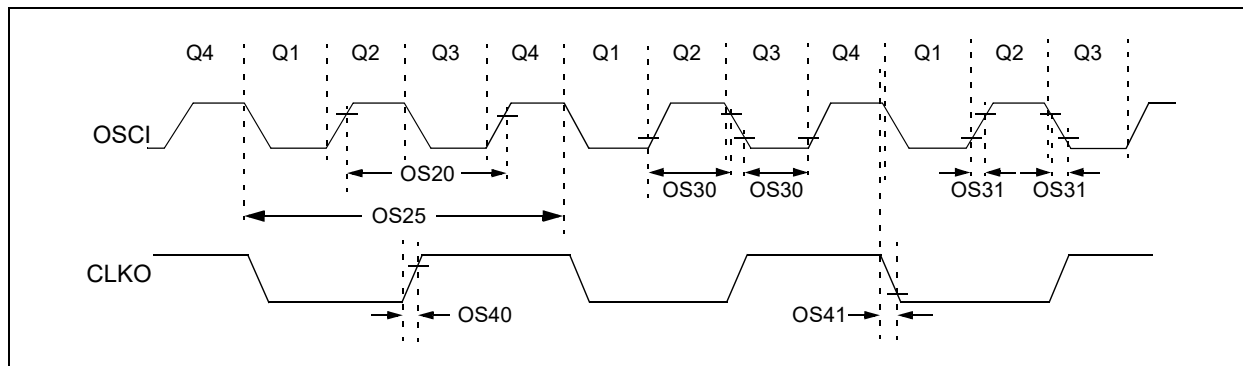 Q4 Q1 Q2 Q3 Q4 Q1 Q2 Q3 Q4 Q1 Q2 Q3
OSCI
OS20 OS30 OS30 OS31 OS31
OS25
CLKO
OS40 OS41